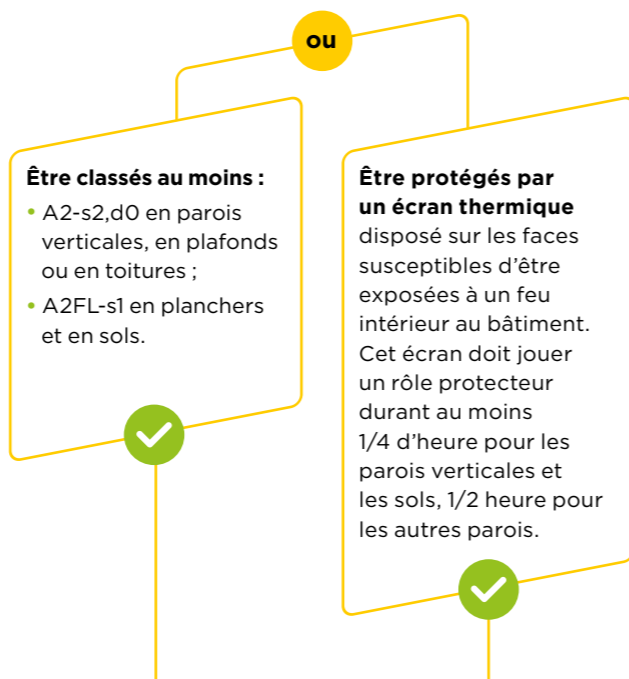 ou
Être classés au moins :
• A2-s2,d0 en parois
verticales, en plafonds
ou en toitures ;
• A2FL-s1 en planchers
et en sols.
Être protégés par
un écran thermique
disposé sur les faces
susceptibles d’être
exposées à un feu
intérieur au bâtiment.
Cet écran doit jouer
un rôle protecteur
durant au moins
1/4 d’heure pour les
parois verticales et
les sols, 1/2 heure pour
les autres parois.